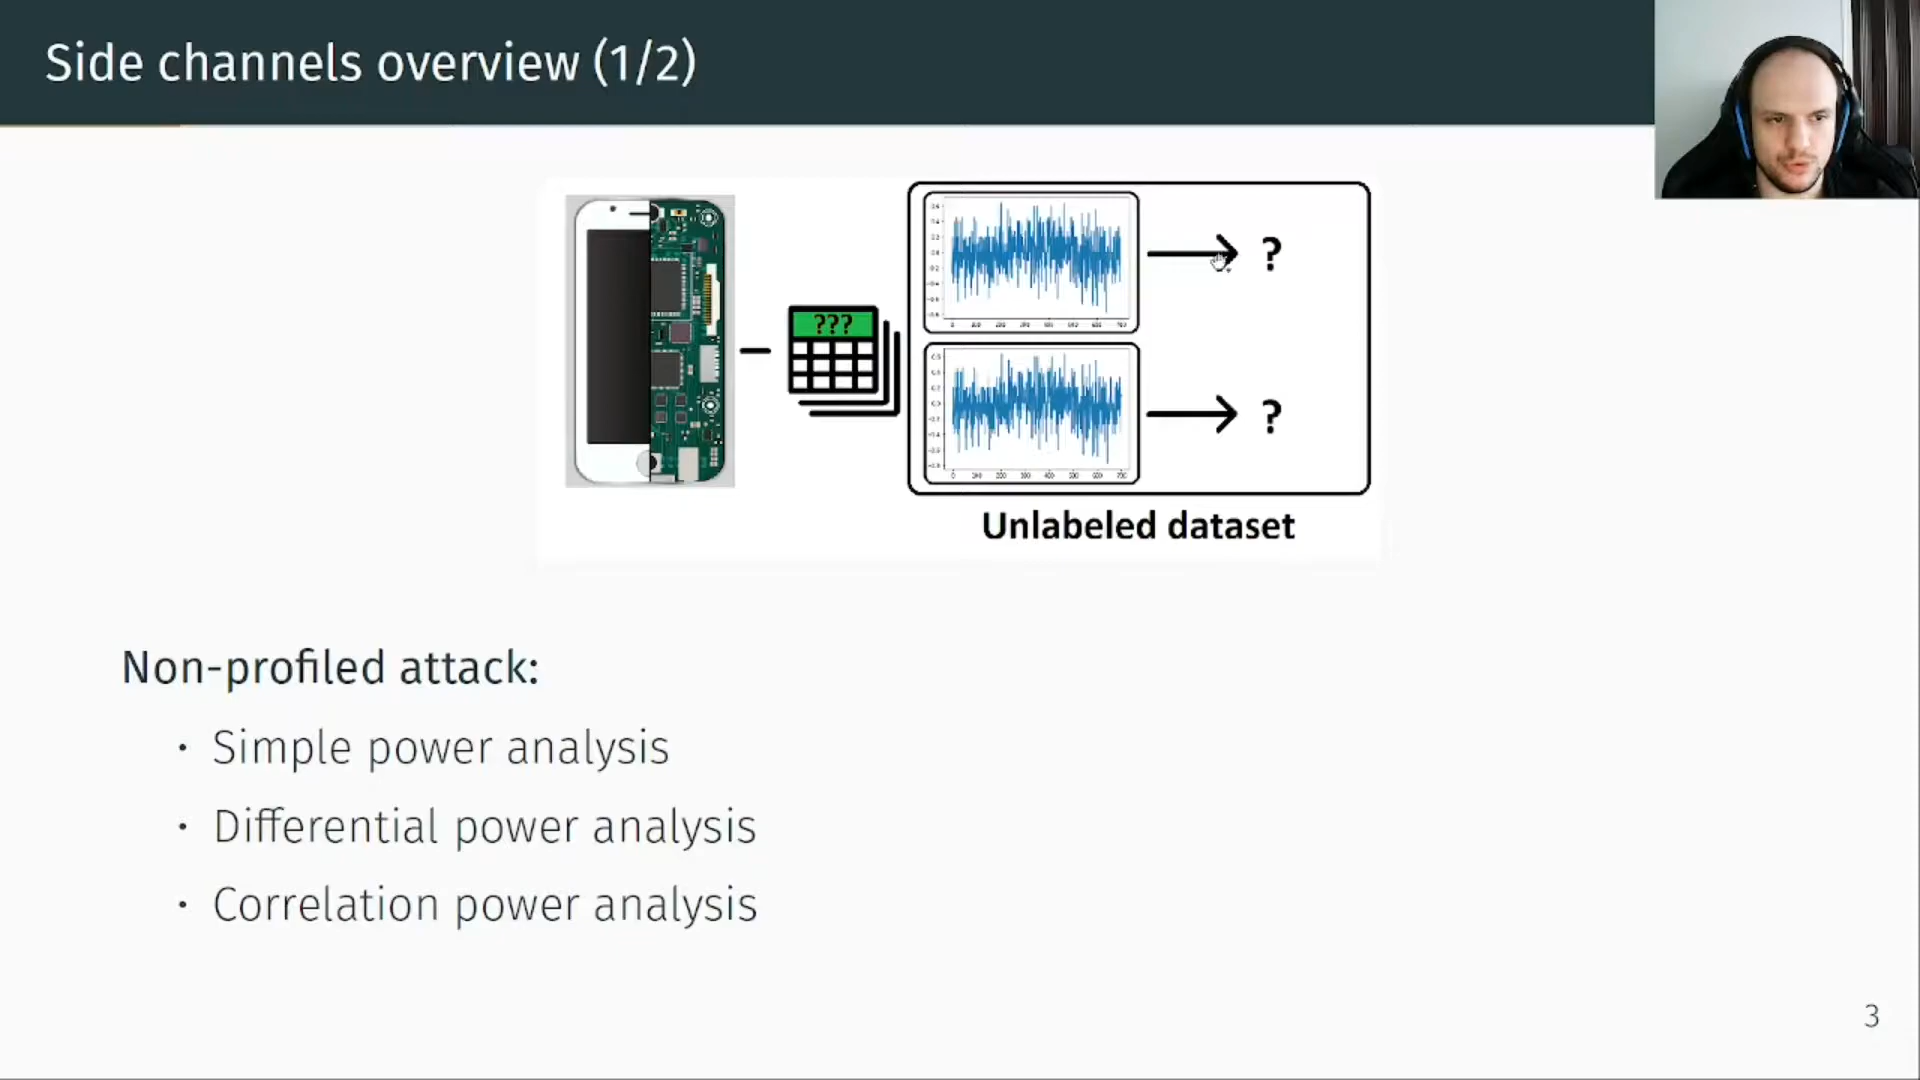 Side channels overview (1/2)
???
?
?
Unlabeled dataset
Non-profiled attack:
• Simple power analysis
• Differential power analysis
• Correlation power analysis
3